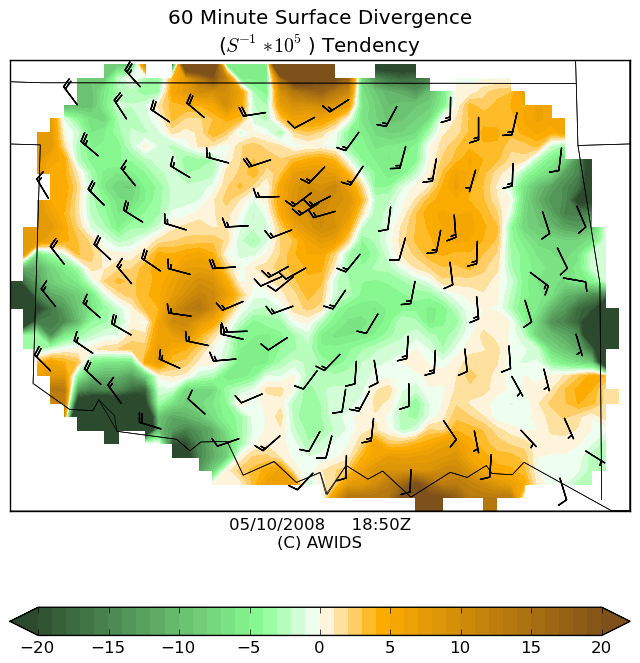 60 Minute Surface Divergence
(S⁻¹ ∗10⁵ ) Tendency
05/10/2008 18:50Z
(C) AWIDS
−20 −15 −10 −5 0 5 10 15 20